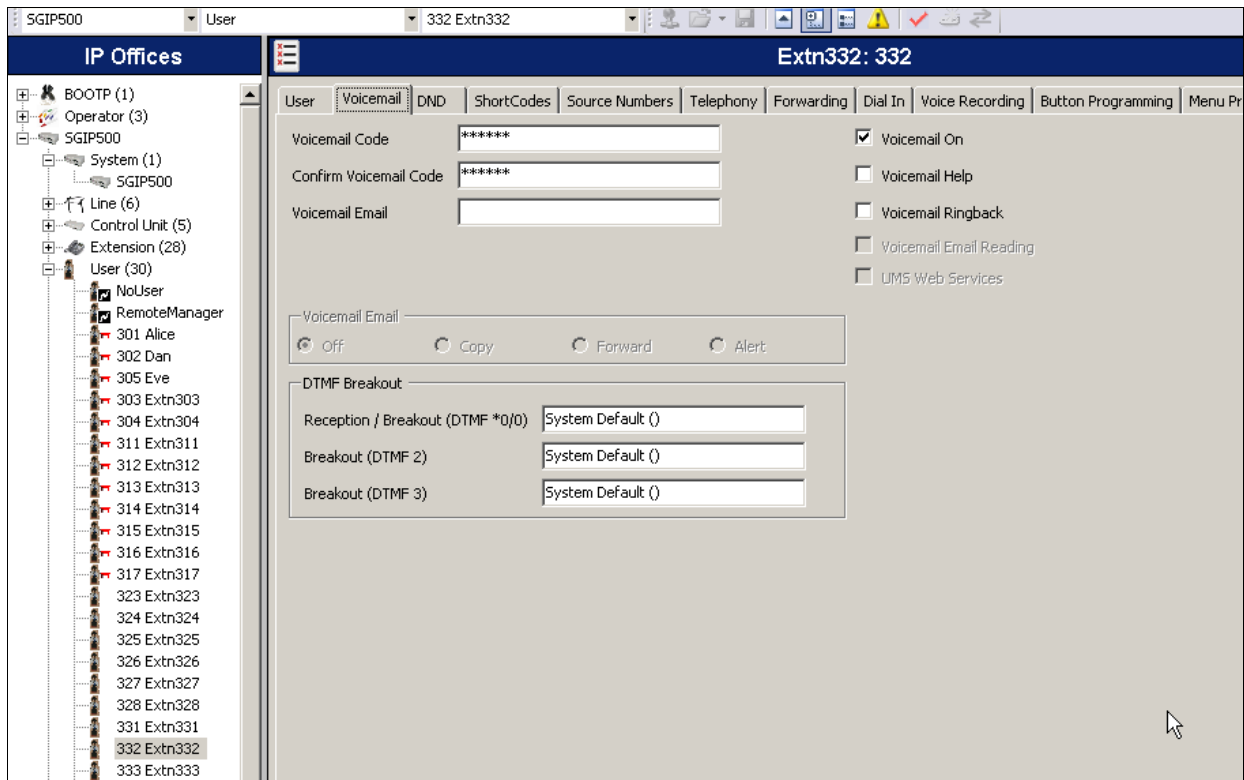 SGIP500 User 332 Extn332
IP Offices
BOOTP (1)
Operator (3)
SGIP500
System (1)
SGIP500
Line (6)
Control Unit (5)
Extension (28)
User (30)
NoUser
RemoteManager
301 Alice
302 Dan
305 Eve
303 Extn303
304 Extn304
311 Extn311
312 Extn312
313 Extn313
314 Extn314
315 Extn315
316 Extn316
317 Extn317
323 Extn323
324 Extn324
325 Extn325
326 Extn326
327 Extn327
328 Extn328
331 Extn331
332 Extn332
333 Extn333
Extn332: 332
User Voicemail DND ShortCodes Source Numbers Telephony Forwarding Dial In Voice Recording Button Programming Menu Pr
Voicemail Code ******
Confirm Voicemail Code ******
Voicemail Email
Voicemail On
Voicemail Help
Voicemail Ringback
Voicemail Email Reading
UMS Web Services
Voicemail Email
Off Copy Forward Alert
DTMF Breakout
Reception / Breakout (DTMF *0/0) System Default ()
Breakout (DTMF 2) System Default ()
Breakout (DTMF 3) System Default ()